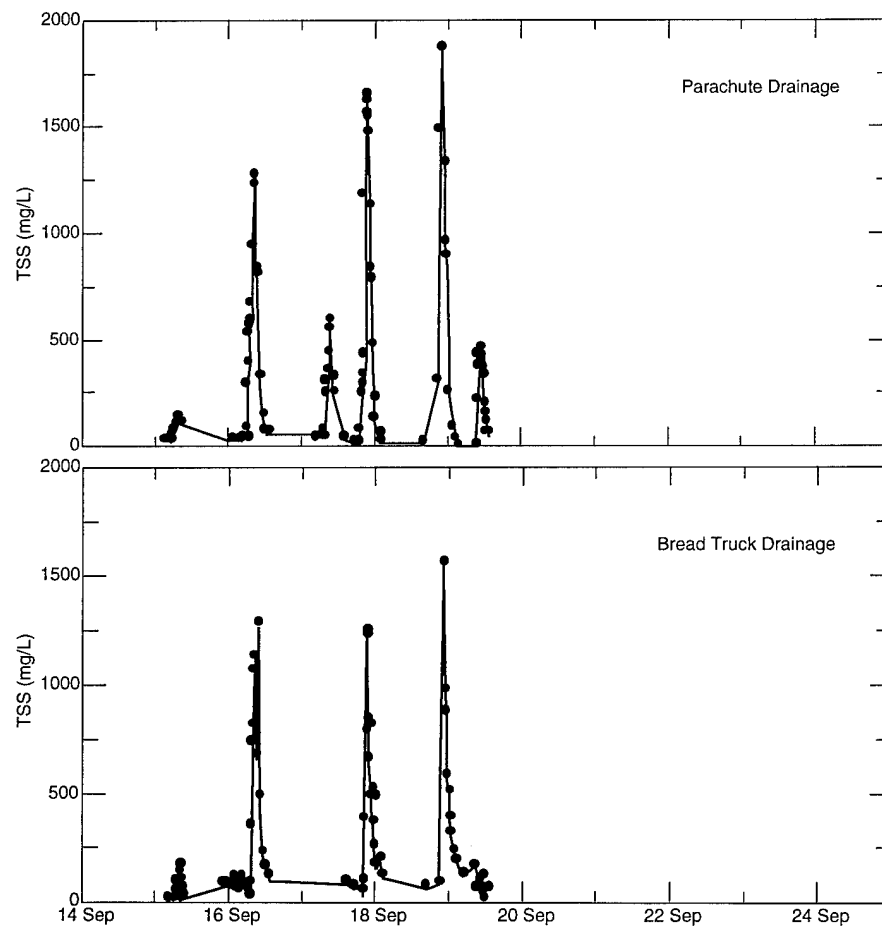 2000
1500
1000
500
0
TSS (mg/L)
Parachute Drainage
2000
1500
1000
500
0
TSS (mg/L)
Bread Truck Drainage
14 Sep 16 Sep 18 Sep 20 Sep 22 Sep 24 Sep